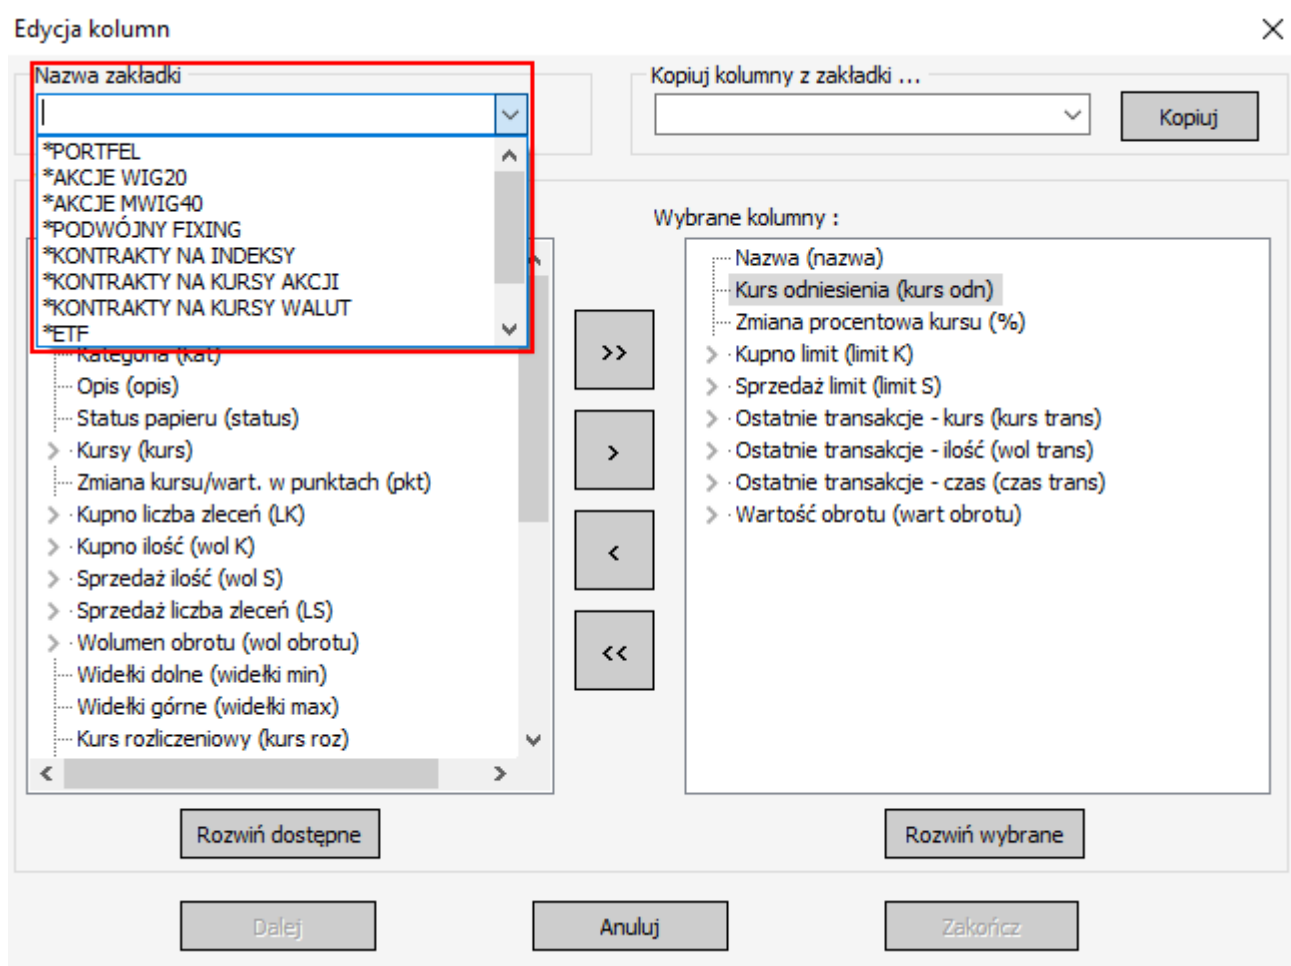 Edycja kolumn
Nazwa zakładki
Kopiuj kolumny z zakładki ...
Kopiuj
*PORTFEL
*AKCJE WIG20
*AKCJE MWIG40
*PODWÓJNY FIXING
*KONTRAKTY NA INDEKSY
*KONTRAKTY NA KURSY AKCJI
*KONTRAKTY NA KURSY WALUT
*ETF
Kategoria (kat)
Opis (opis)
Status papieru (status)
Kursy (kurs)
Zmiana kursu/wart. w punktach (pkt)
Kupno liczba zleceń (LK)
Kupno ilość (wol K)
Sprzedaż ilość (wol S)
Sprzedaż liczba zleceń (LS)
Wolumen obrotu (wol obrotu)
Widełki dolne (widełki min)
Widełki górne (widełki max)
Kurs rozliczeniowy (kurs roz)
Rozwiń dostępne
>>
>
<
<<
Wybrane kolumny :
Nazwa (nazwa)
Kurs odniesienia (kurs odn)
Zmiana procentowa kursu (%)
Kupno limit (limit K)
Sprzedaż limit (limit S)
Ostatnie transakcje - kurs (kurs trans)
Ostatnie transakcje - ilość (wol trans)
Ostatnie transakcje - czas (czas trans)
Wartość obrotu (wart obrotu)
Rozwiń wybrane
Dalej
Anuluj
Zakończ